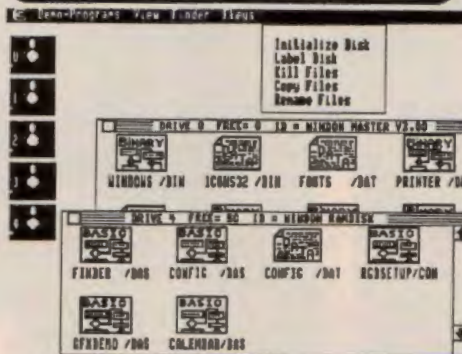 Demo-Programs View Finder Ikeys
Initialize Disk
Label Disk
Kill Files
Copy Files
Rename Files
0
1
2
3
4
DRIVE 0 FREE= 0 ID = WINDOW MASTER V3.00
BINARY
BINARY
WINDOWS /BIN ICONS32 /BIN FONTS /DAT PRINTER
DRIVE 4 FREE= 50 ID = WINDOW RAMDISK
BASIC BASIC BASIC
FINDER /BAS CONFIG /BAS CONFIG /DAT RGBSETUP/COM
BASIC BASIC
GFXDEMO /BAS CALENDAR/BAS